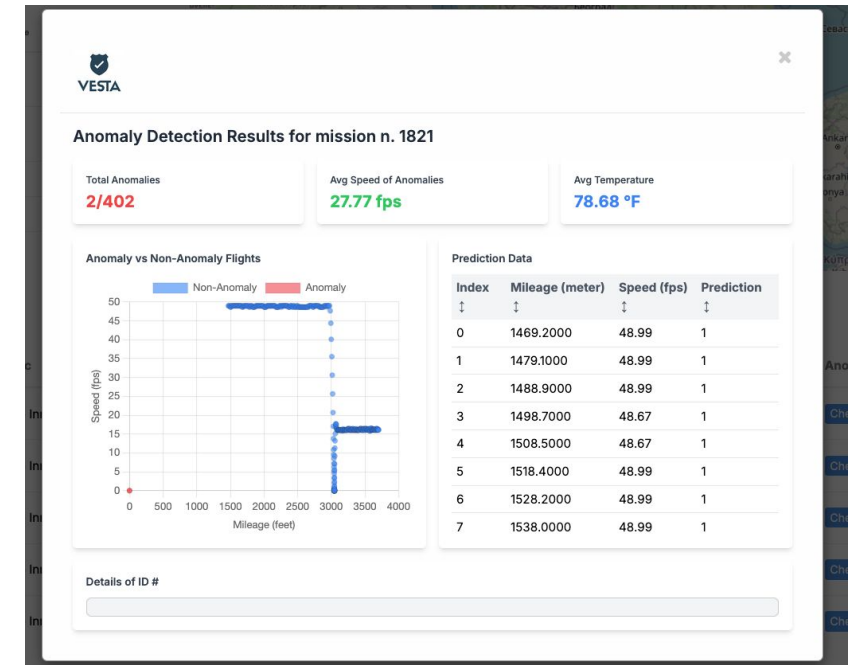 VESTA
×
Anomaly Detection Results for mission n. 1821
Total Anomalies
2/402
Avg Speed of Anomalies
27.77 fps
Avg Temperature
78.68 °F
Anomaly vs Non-Anomaly Flights
Non-Anomaly Anomaly
50
45
40
35
30
25
20
15
10
5
0
Speed (fps)
0 500 1000 1500 2000 2500 3000 3500 4000
Mileage (feet)
Prediction Data
Index Mileage (meter) Speed (fps) Prediction
↕ ↕ ↕ ↕
0 1469.2000 48.99 1
1 1479.1000 48.99 1
2 1488.9000 48.99 1
3 1498.7000 48.67 1
4 1508.5000 48.67 1
5 1518.4000 48.99 1
6 1528.2000 48.99 1
7 1538.0000 48.99 1
Details of ID #